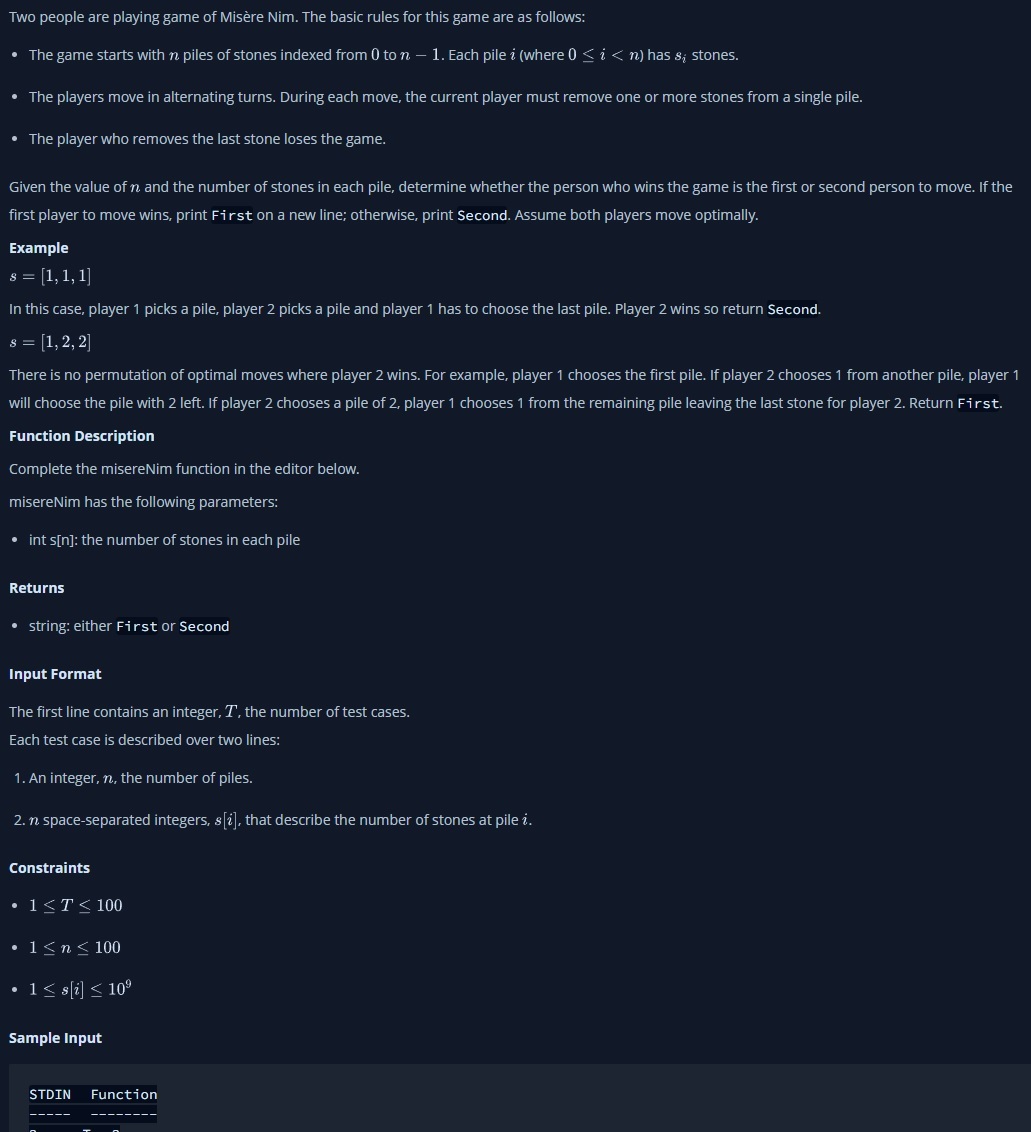 Two people are playing game of Misère Nim. The basic rules for this game are as follows:
• The game starts with n piles of stones indexed from 0 to n − 1. Each pile i (where 0 ≤ i < n) has sᵢ stones.
• The players move in alternating turns. During each move, the current player must remove one or more stones from a single pile.
• The player who removes the last stone loses the game.
Given the value of n and the number of stones in each pile, determine whether the person who wins the game is the first or second person to move. If the
first player to move wins, print First on a new line; otherwise, print Second. Assume both players move optimally.
Example
s = [1, 1, 1]
In this case, player 1 picks a pile, player 2 picks a pile and player 1 has to choose the last pile. Player 2 wins so return Second.
s = [1, 2, 2]
There is no permutation of optimal moves where player 2 wins. For example, player 1 chooses the first pile. If player 2 chooses 1 from another pile, player 1
will choose the pile with 2 left. If player 2 chooses a pile of 2, player 1 chooses 1 from the remaining pile leaving the last stone for player 2. Return First.
Function Description
Complete the misereNim function in the editor below.
misereNim has the following parameters:
• int s[n]: the number of stones in each pile
Returns
• string: either First or Second
Input Format
The first line contains an integer, T, the number of test cases.
Each test case is described over two lines:
1. An integer, n, the number of piles.
2. n space-separated integers, s[i], that describe the number of stones at pile i.
Constraints
• 1 ≤ T ≤ 100
• 1 ≤ n ≤ 100
• 1 ≤ s[i] ≤ 10⁹
Sample Input
STDIN Function
----- --------